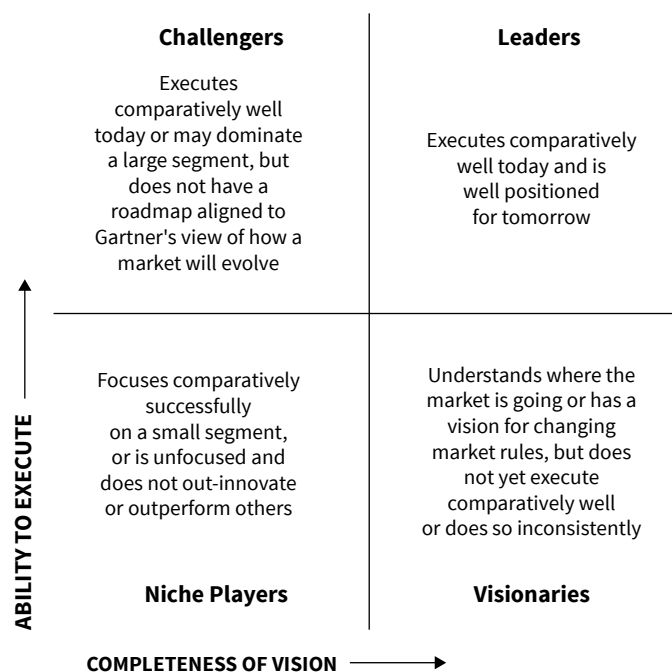 Challengers
Executes
comparatively well
today or may dominate
a large segment, but
does not have a
roadmap aligned to
Gartner's view of how a
market will evolve
Leaders
Executes comparatively
well today and is
well positioned
for tomorrow
Focuses comparatively
successfully
on a small segment,
or is unfocused and
does not out-innovate
or outperform others
Niche Players
Understands where the
market is going or has a
vision for changing
market rules, but does
not yet execute
comparatively well
or does so inconsistently
Visionaries
ABILITY TO EXECUTE
COMPLETENESS OF VISION